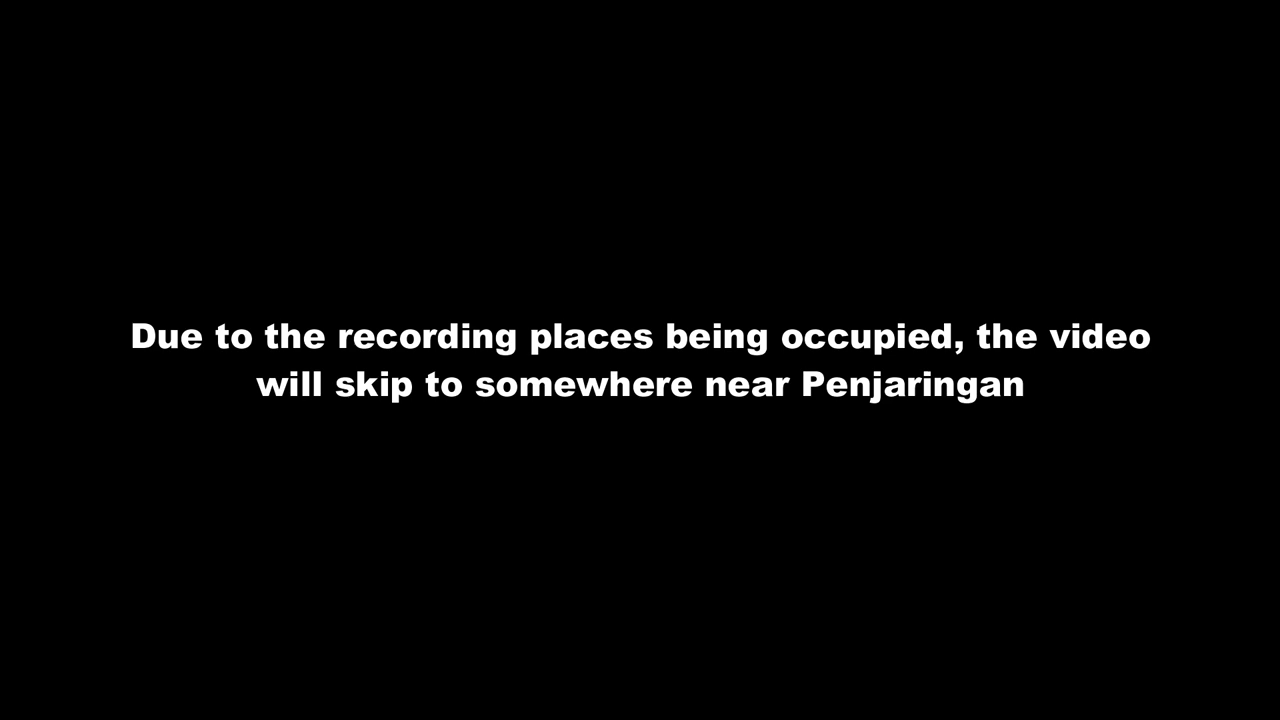 Due to the recording places being occupied, the video
will skip to somewhere near Penjaringan